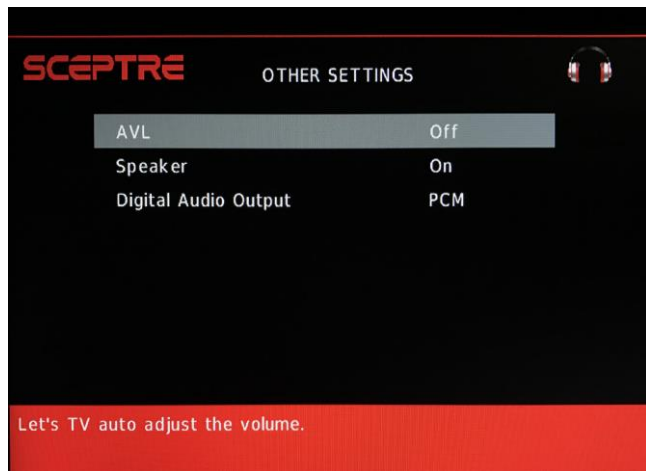 SCEPTRE
OTHER SETTINGS
AVL Off
Speaker On
Digital Audio Output PCM
Let's TV auto adjust the volume.